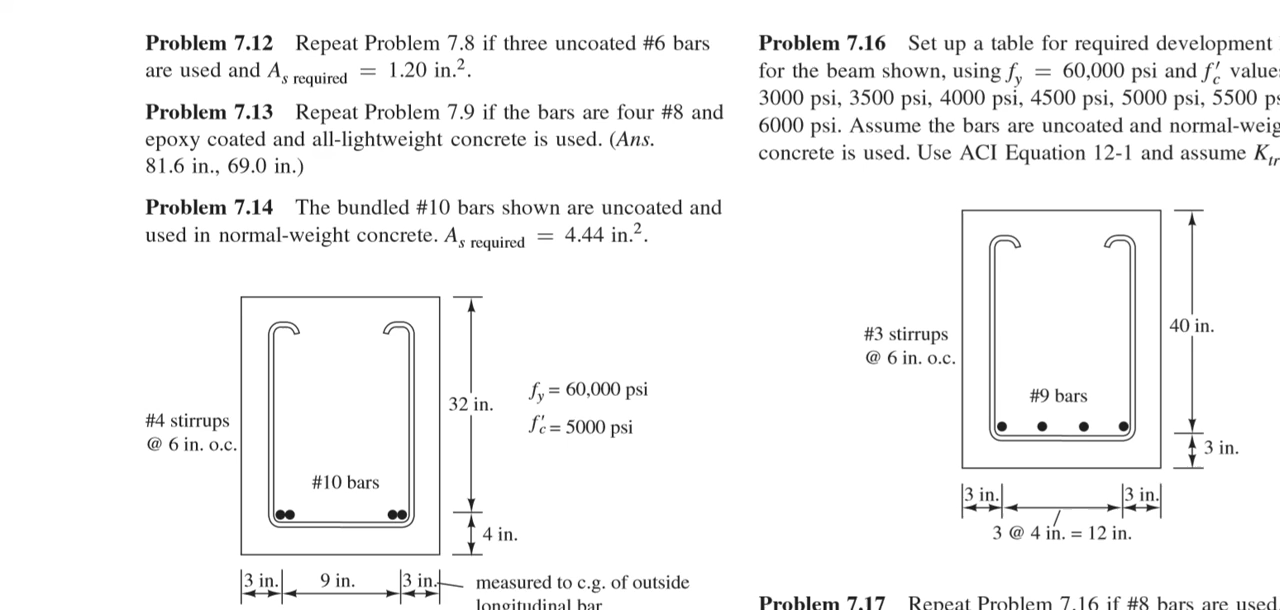 Problem 7.12 Repeat Problem 7.8 if three uncoated #6 bars
are used and A_s required = 1.20 in.².
Problem 7.13 Repeat Problem 7.9 if the bars are four #8 and
epoxy coated and all-lightweight concrete is used. (Ans.
81.6 in., 69.0 in.)
Problem 7.14 The bundled #10 bars shown are uncoated and
used in normal-weight concrete. A_s required = 4.44 in.².
#4 stirrups
@ 6 in. o.c.
#10 bars
32 in.
4 in.
f_y = 60,000 psi
f′_c = 5000 psi
3 in.
9 in.
3 in.
measured to c.g. of outside
longitudinal bar
Problem 7.16 Set up a table for required development
for the beam shown, using f_y = 60,000 psi and f′_c value
3000 psi, 3500 psi, 4000 psi, 4500 psi, 5000 psi, 5500 ps
6000 psi. Assume the bars are uncoated and normal-weig
concrete is used. Use ACI Equation 12-1 and assume K_tr
#3 stirrups
@ 6 in. o.c.
#9 bars
40 in.
3 in.
3 in.
3 in.
3 @ 4 in. = 12 in.
Problem 7.17 Repeat Problem 7.16 if #8 bars are used